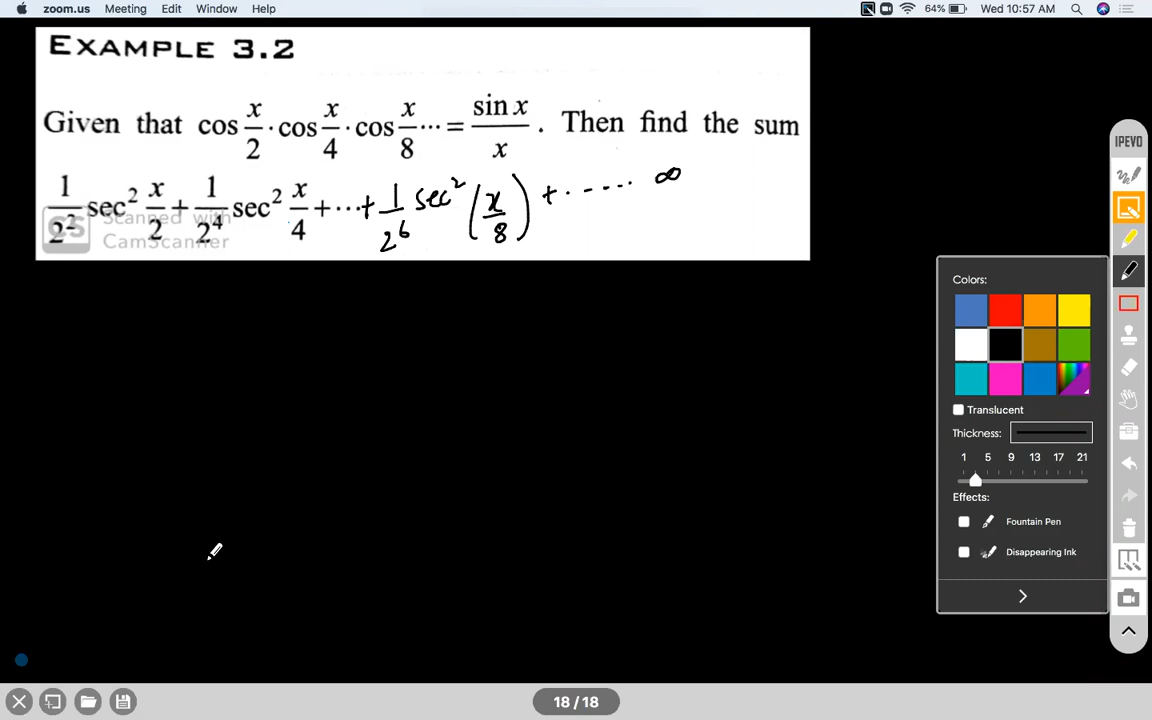 zoom.us Meeting Edit Window Help 64% Wed 10:57 AM
EXAMPLE 3.2
Given that cos x/2 · cos x/4 · cos x/8 ··· = sin x / x . Then find the sum
1/2² sec² x/2 + 1/2⁴ sec² x/4 + ··· + 1/2⁶ sec² (x/8) + ······ ∞
CS Scanned with
CamScanner
IPEVO
Colors:
Translucent
Thickness:
1 5 9 13 17 21
Effects:
Fountain Pen
Disappearing Ink
18 / 18